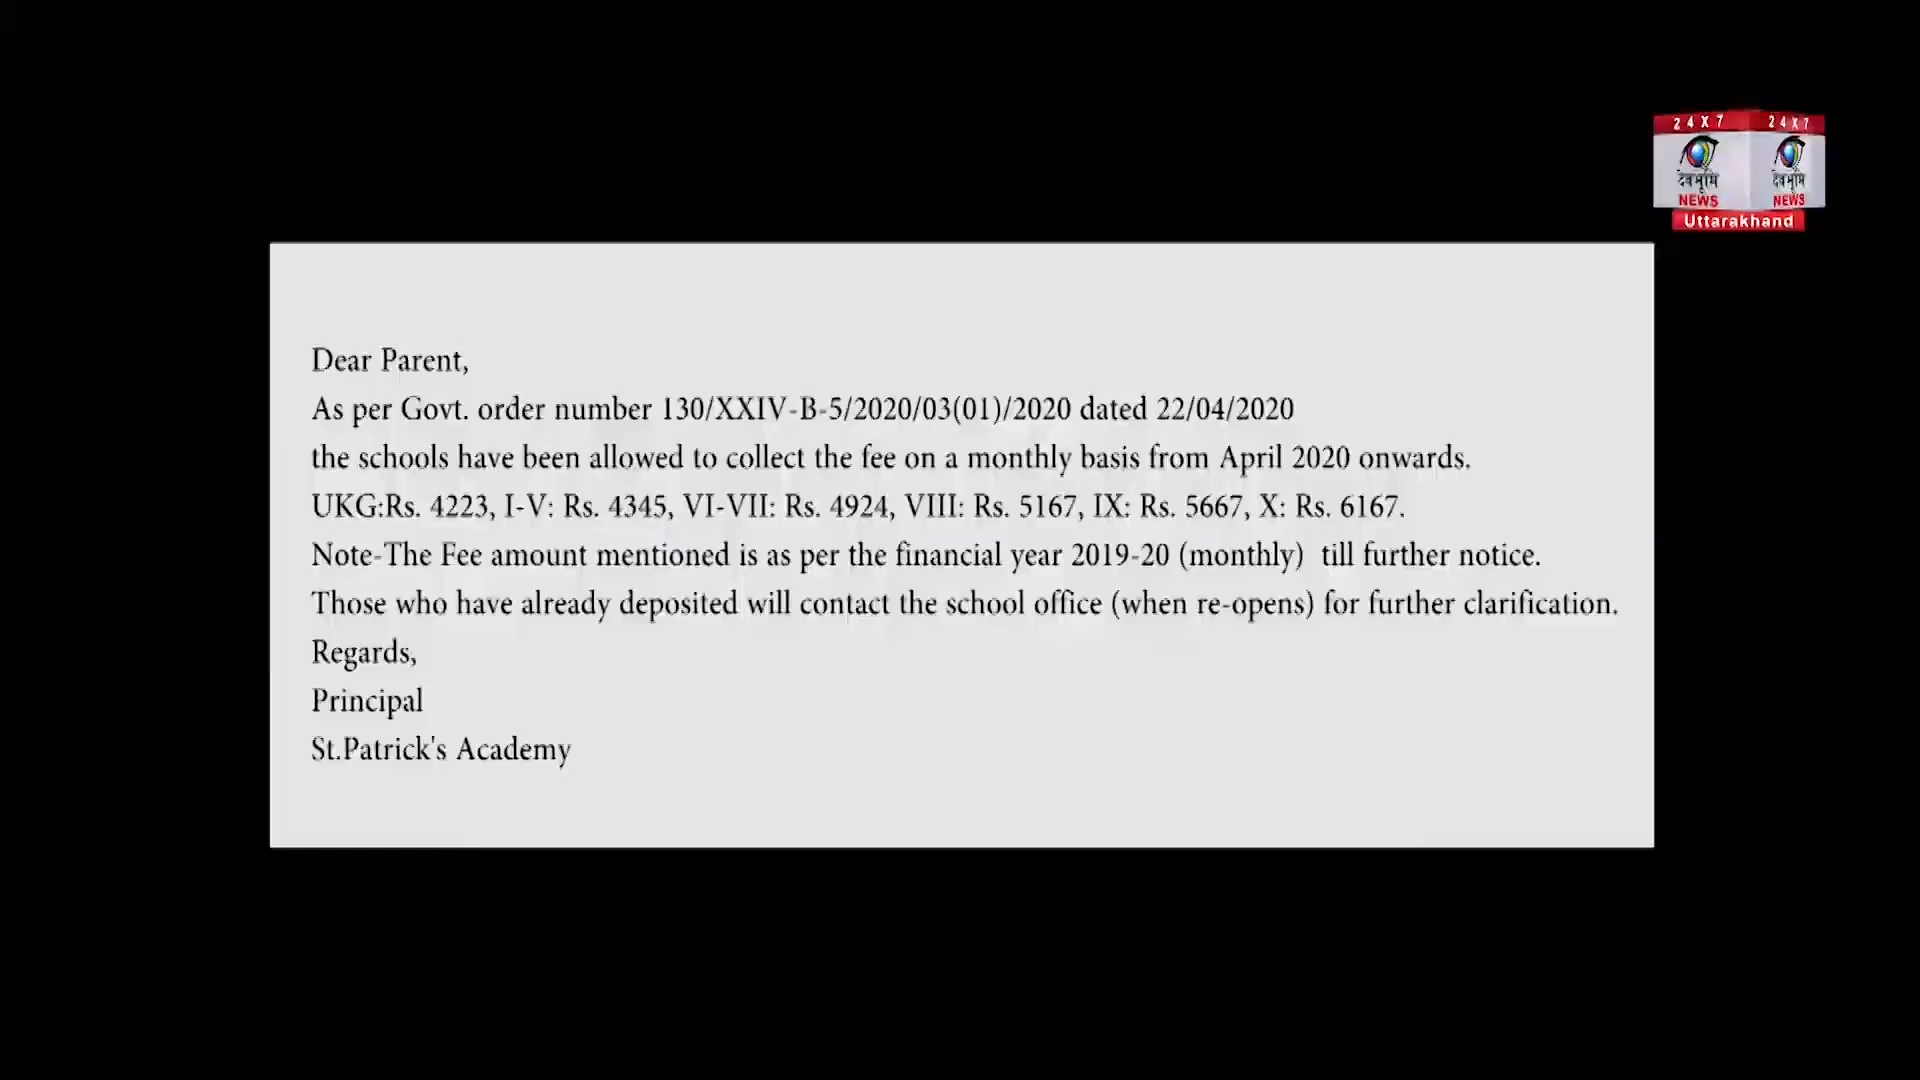 24X7 24X7
देवभूमि देवभूमि
NEWS NEWS
Uttarakhand
Dear Parent,
As per Govt. order number 130/XXIV-B-5/2020/03(01)/2020 dated 22/04/2020
the schools have been allowed to collect the fee on a monthly basis from April 2020 onwards.
UKG:Rs. 4223, I-V: Rs. 4345, VI-VII: Rs. 4924, VIII: Rs. 5167, IX: Rs. 5667, X: Rs. 6167.
Note-The Fee amount mentioned is as per the financial year 2019-20 (monthly)  till further notice.
Those who have already deposited will contact the school office (when re-opens) for further clarification.
Regards,
Principal
St.Patrick's Academy